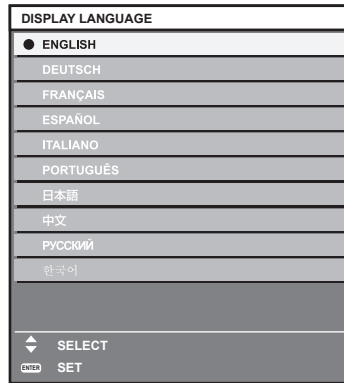 DISPLAY LANGUAGE
ENGLISH
DEUTSCH
FRANÇAIS
ESPAÑOL
ITALIANO
PORTUGUÊS
日本語
中文
РУССКИЙ
한국어
SELECT
ENTER SET